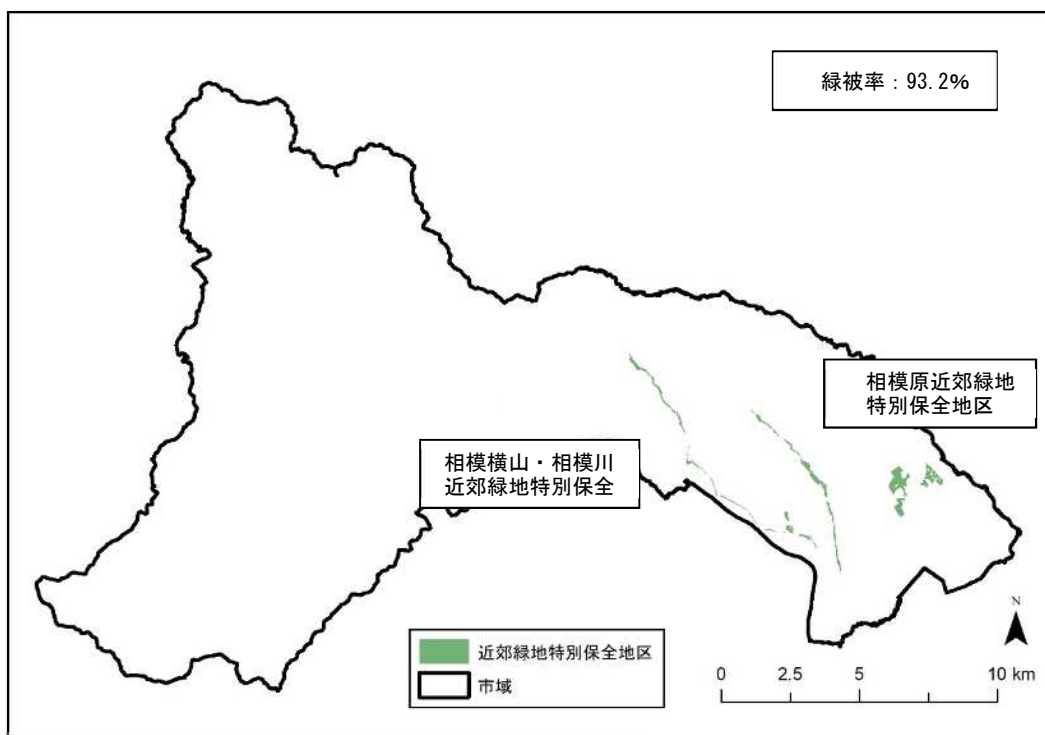 緑被率：93.2%
相模原近郊緑地
特別保全地区
相模横山・相模川
近郊緑地特別保全
近郊緑地特別保全地区
市域
N
0 2.5 5 10 km